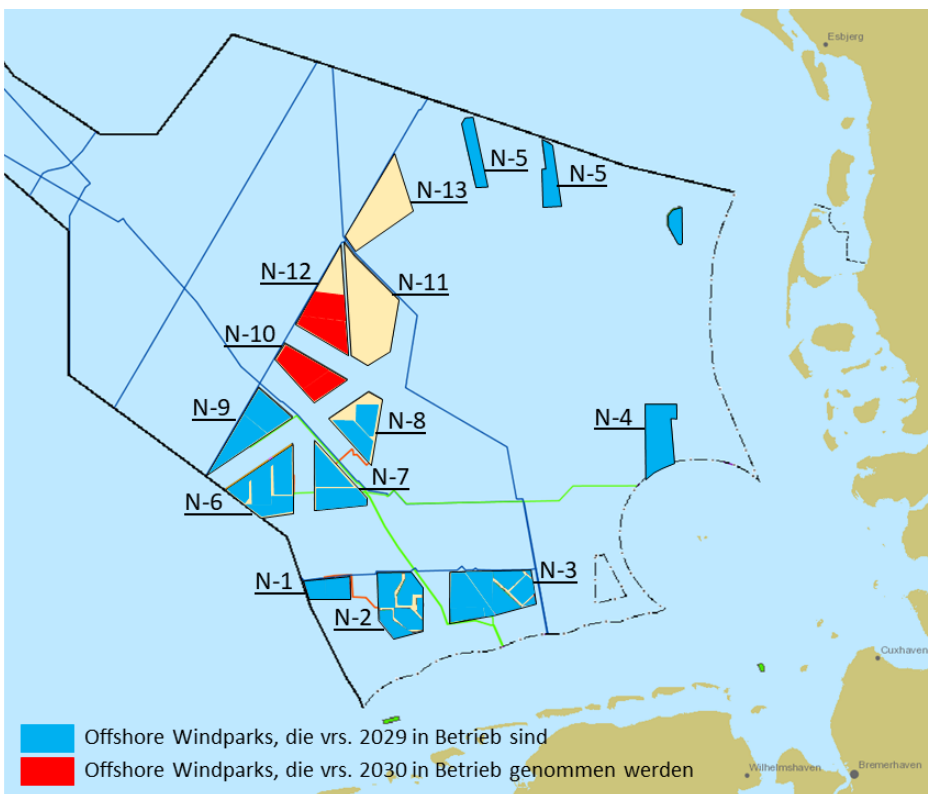 Esbjerg
N-5
N-5
N-13
N-12
N-11
N-10
N-9
N-8
N-4
N-7
N-6
N-1
N-3
N-2
Cuxhaven
Offshore Windparks, die vrs. 2029 in Betrieb sind
Offshore Windparks, die vrs. 2030 in Betrieb genommen werden
Wilhelmshaven
Bremerhaven